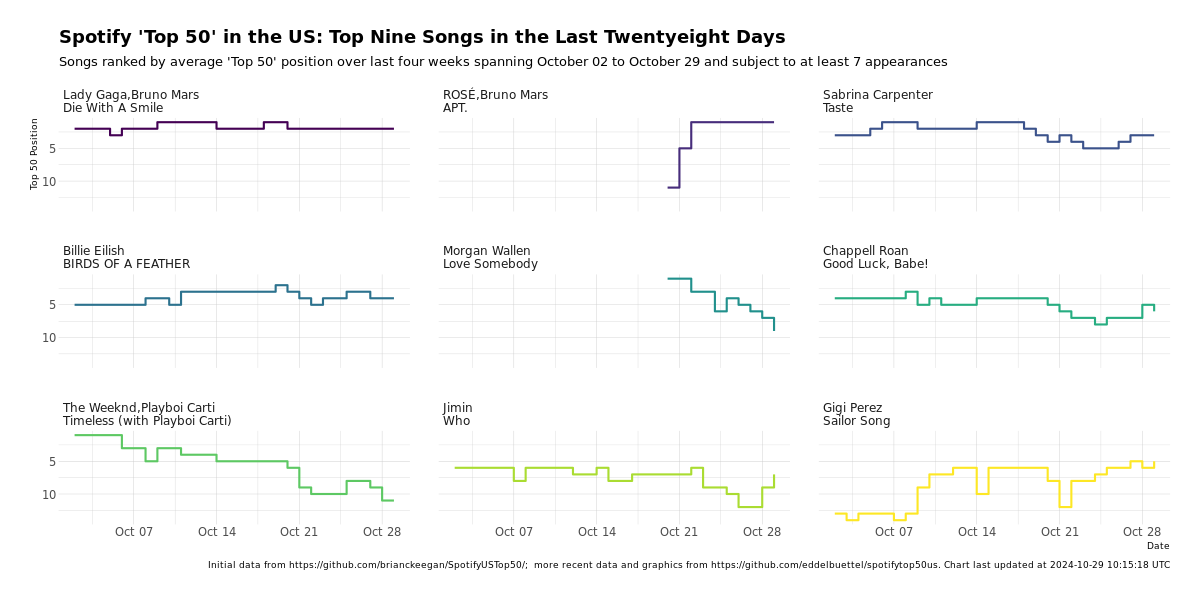 Spotify 'Top 50' in the US: Top Nine Songs in the Last Twentyeight Days
Songs ranked by average 'Top 50' position over last four weeks spanning October 02 to October 29 and subject to at least 7 appearances
Lady Gaga,Bruno Mars
Die With A Smile
ROSÉ,Bruno Mars
APT.
Sabrina Carpenter
Taste
Top 50 Position
5
10
Billie Eilish
BIRDS OF A FEATHER
Morgan Wallen
Love Somebody
Chappell Roan
Good Luck, Babe!
5
10
The Weeknd,Playboi Carti
Timeless (with Playboi Carti)
Jimin
Who
Gigi Perez
Sailor Song
5
10
Oct 07 Oct 14 Oct 21 Oct 28
Oct 07 Oct 14 Oct 21 Oct 28
Oct 07 Oct 14 Oct 21 Oct 28
Date
Initial data from https://github.com/brianckeegan/SpotifyUSTop50/; more recent data and graphics from https://github.com/eddelbuettel/spotifytop50us. Chart last updated at 2024-10-29 10:15:18 UTC